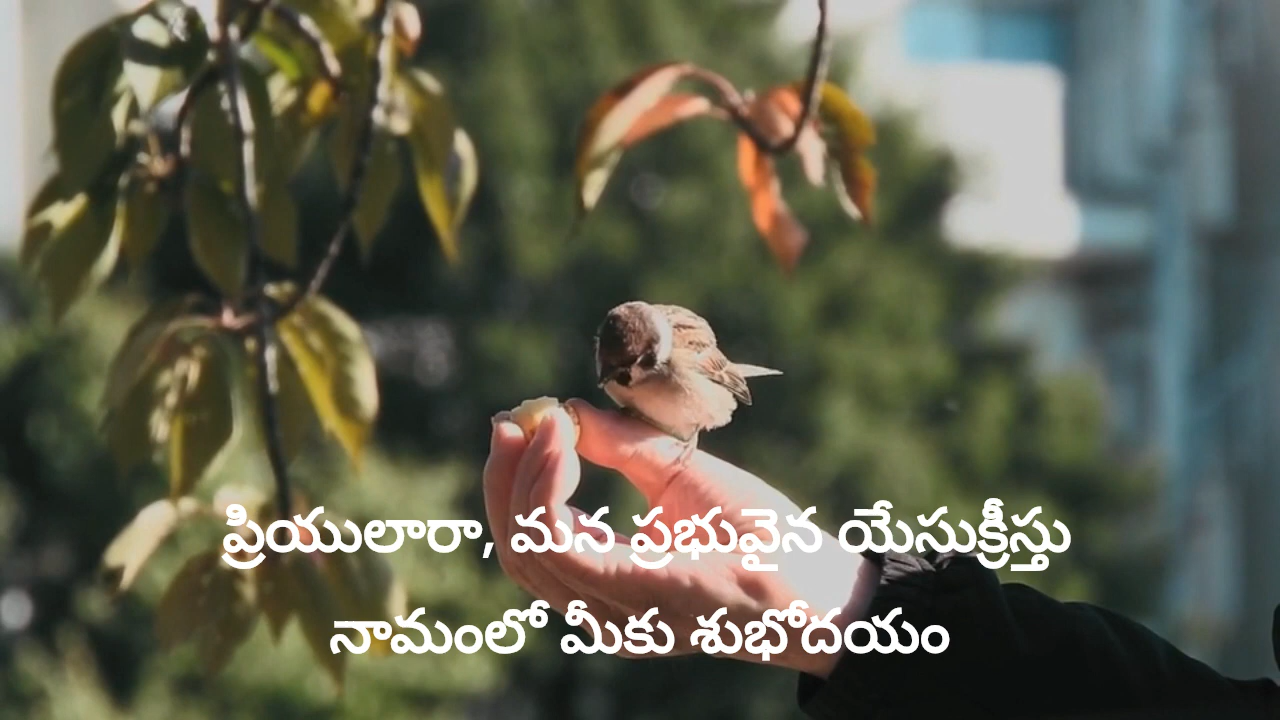 ప్రియులారా, మన ప్రభువైన యేసుక్రీస్తు
నామంలో మీకు శుభోదయం